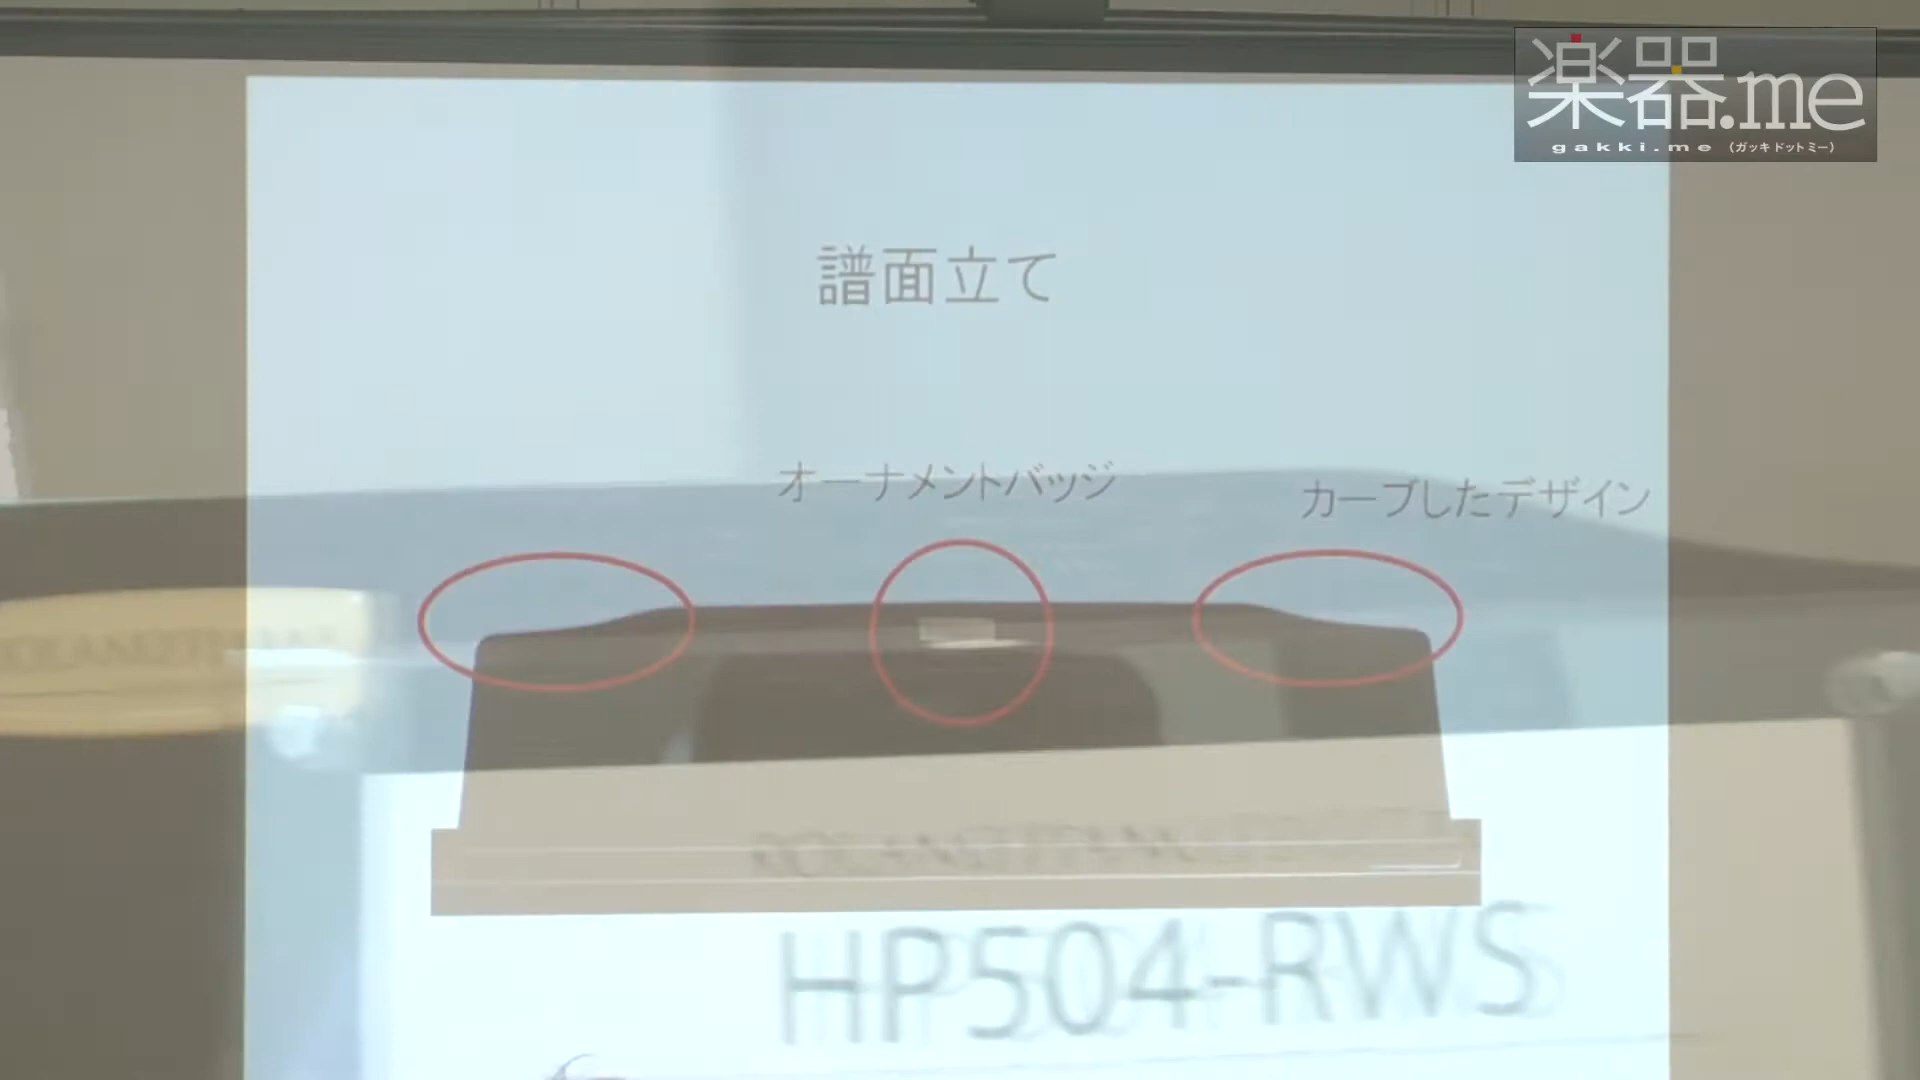 楽器.me
gakki.me (ガッキドットミー)
譜面立て
オーナメントバッジ
カーブしたデザイン
HP504-RWS